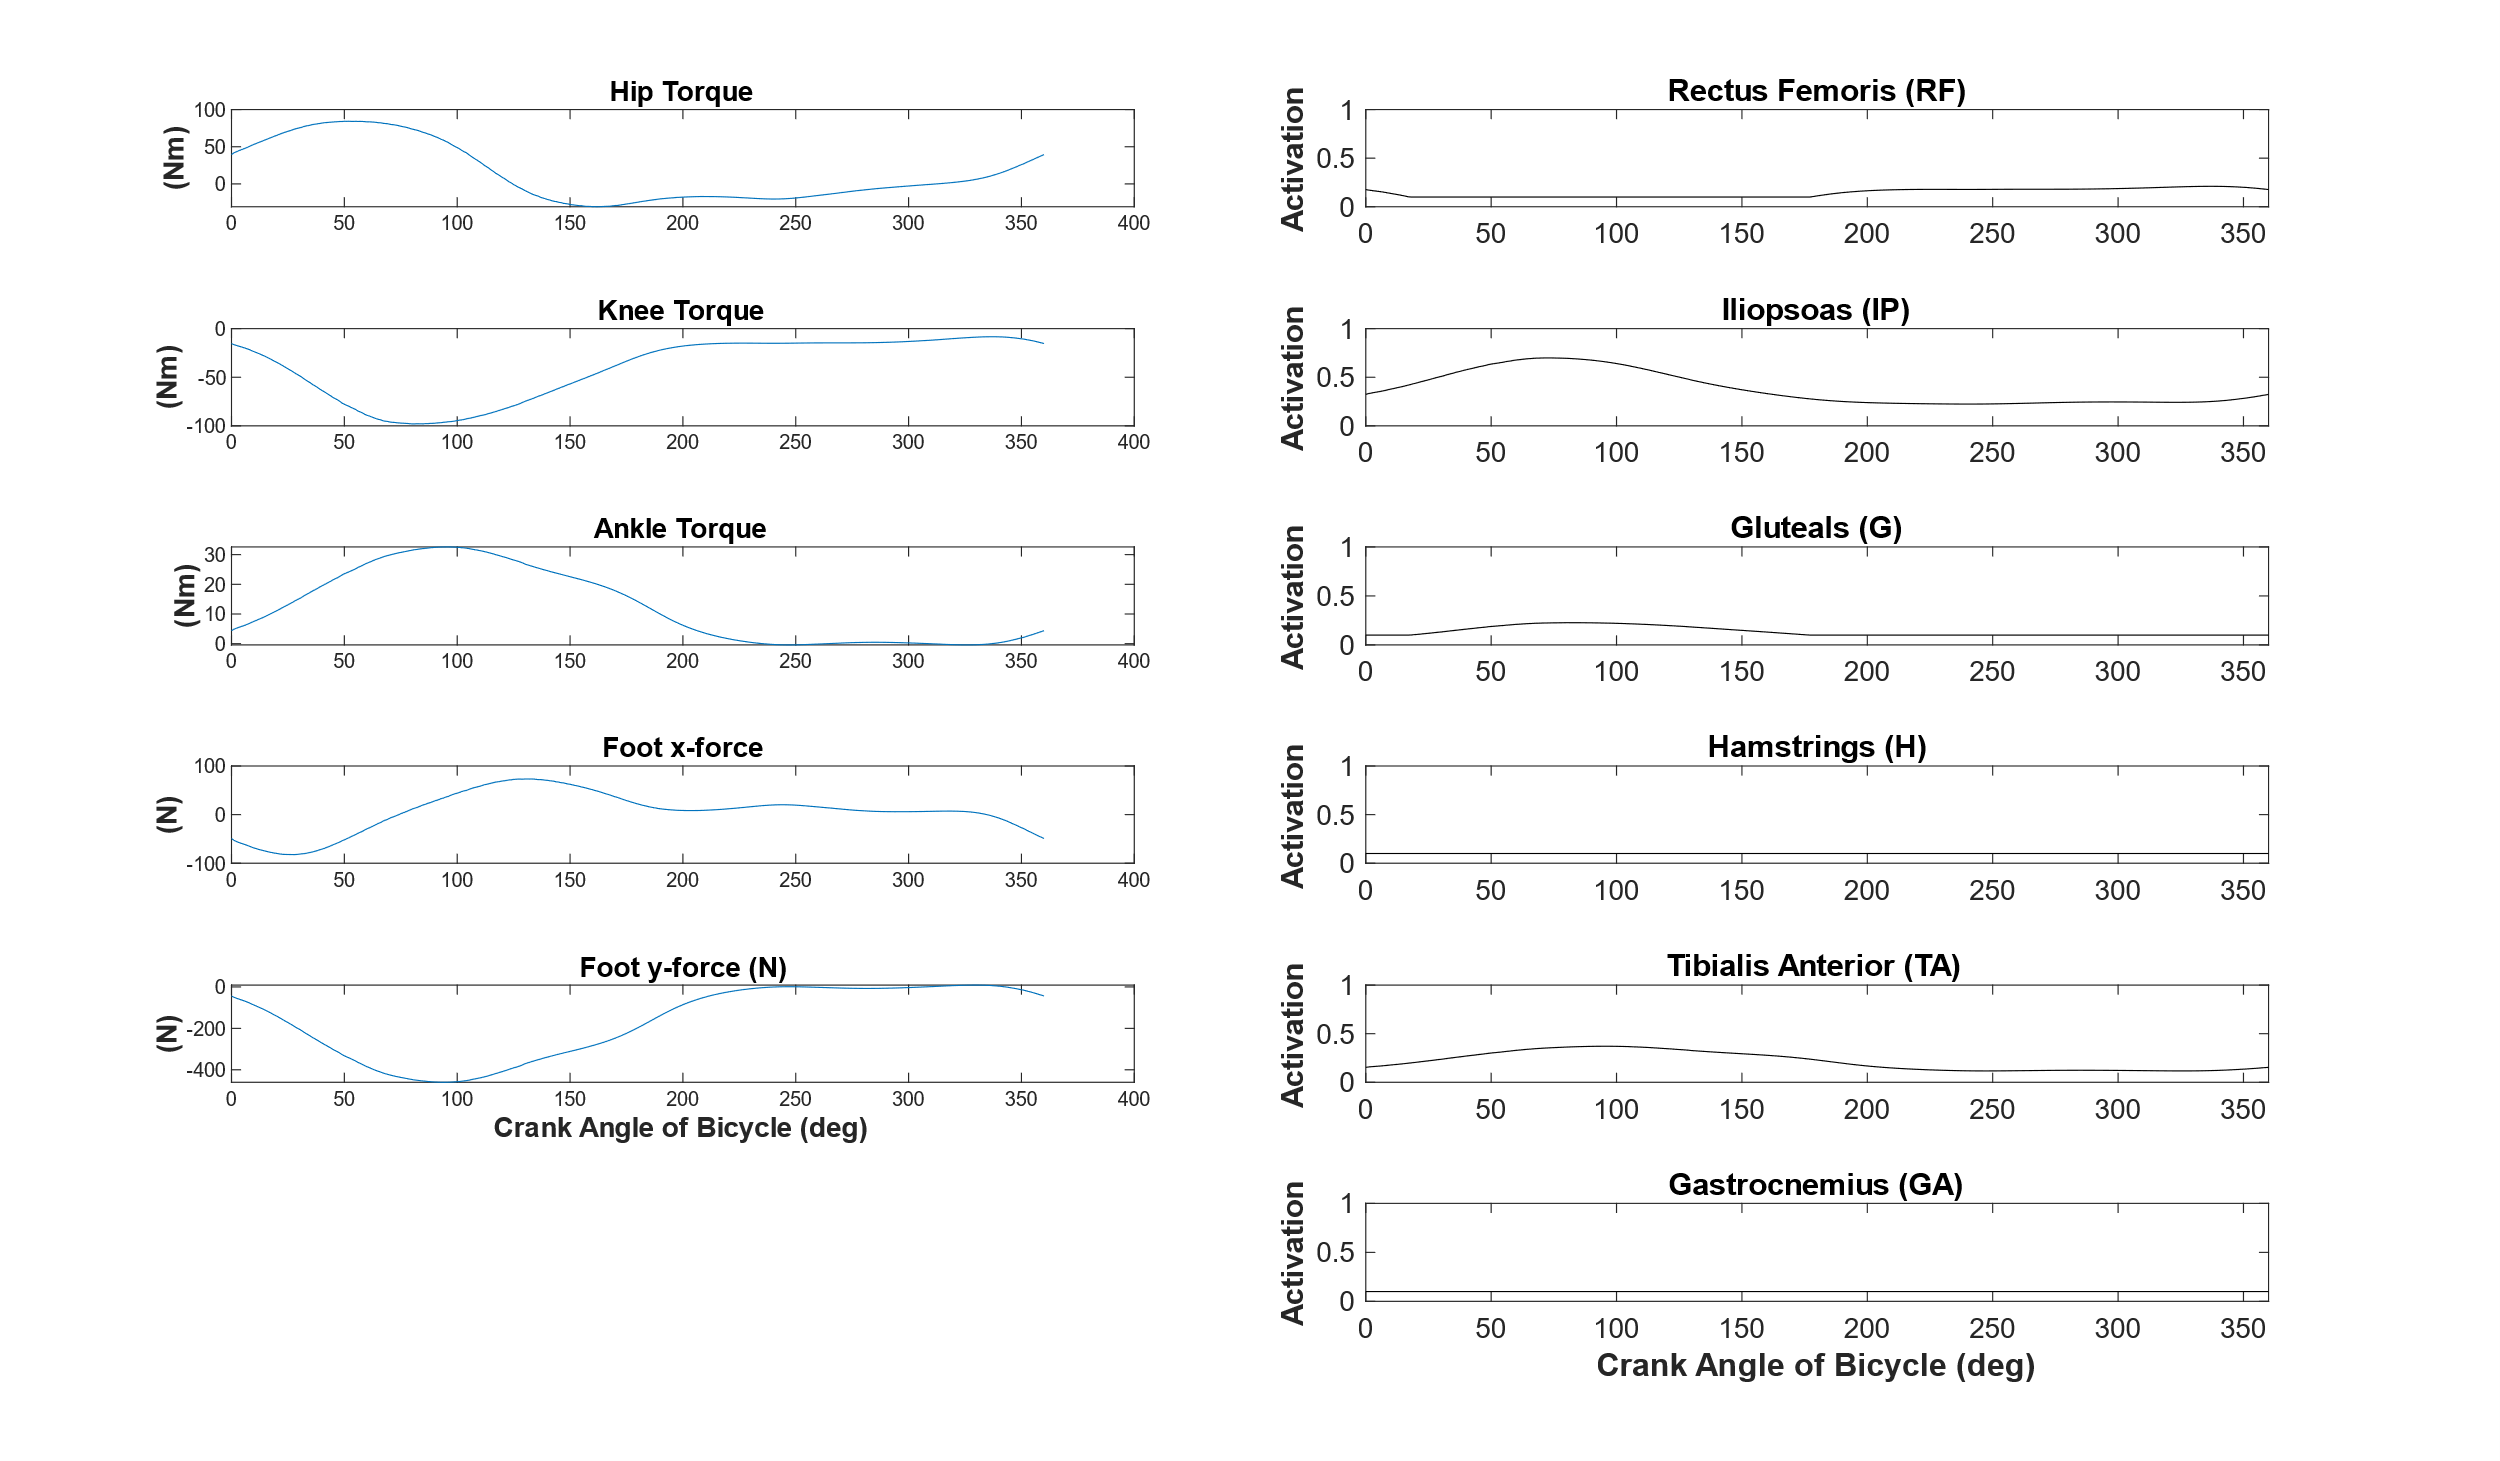 Hip Torque
(Nm)
100
50
0
0 50 100 150 200 250 300 350 400
Knee Torque
(Nm)
0
-50
-100
0 50 100 150 200 250 300 350 400
Ankle Torque
(Nm)
30
20
10
0
0 50 100 150 200 250 300 350 400
Foot x-force
(N)
100
0
-100
0 50 100 150 200 250 300 350 400
Foot y-force (N)
(N)
0
-200
-400
0 50 100 150 200 250 300 350 400
Crank Angle of Bicycle (deg)
Rectus Femoris (RF)
Activation
1
0.5
0
0 50 100 150 200 250 300 350
Iliopsoas (IP)
Activation
1
0.5
0
0 50 100 150 200 250 300 350
Gluteals (G)
Activation
1
0.5
0
0 50 100 150 200 250 300 350
Hamstrings (H)
Activation
1
0.5
0
0 50 100 150 200 250 300 350
Tibialis Anterior (TA)
Activation
1
0.5
0
0 50 100 150 200 250 300 350
Gastrocnemius (GA)
Activation
1
0.5
0
0 50 100 150 200 250 300 350
Crank Angle of Bicycle (deg)